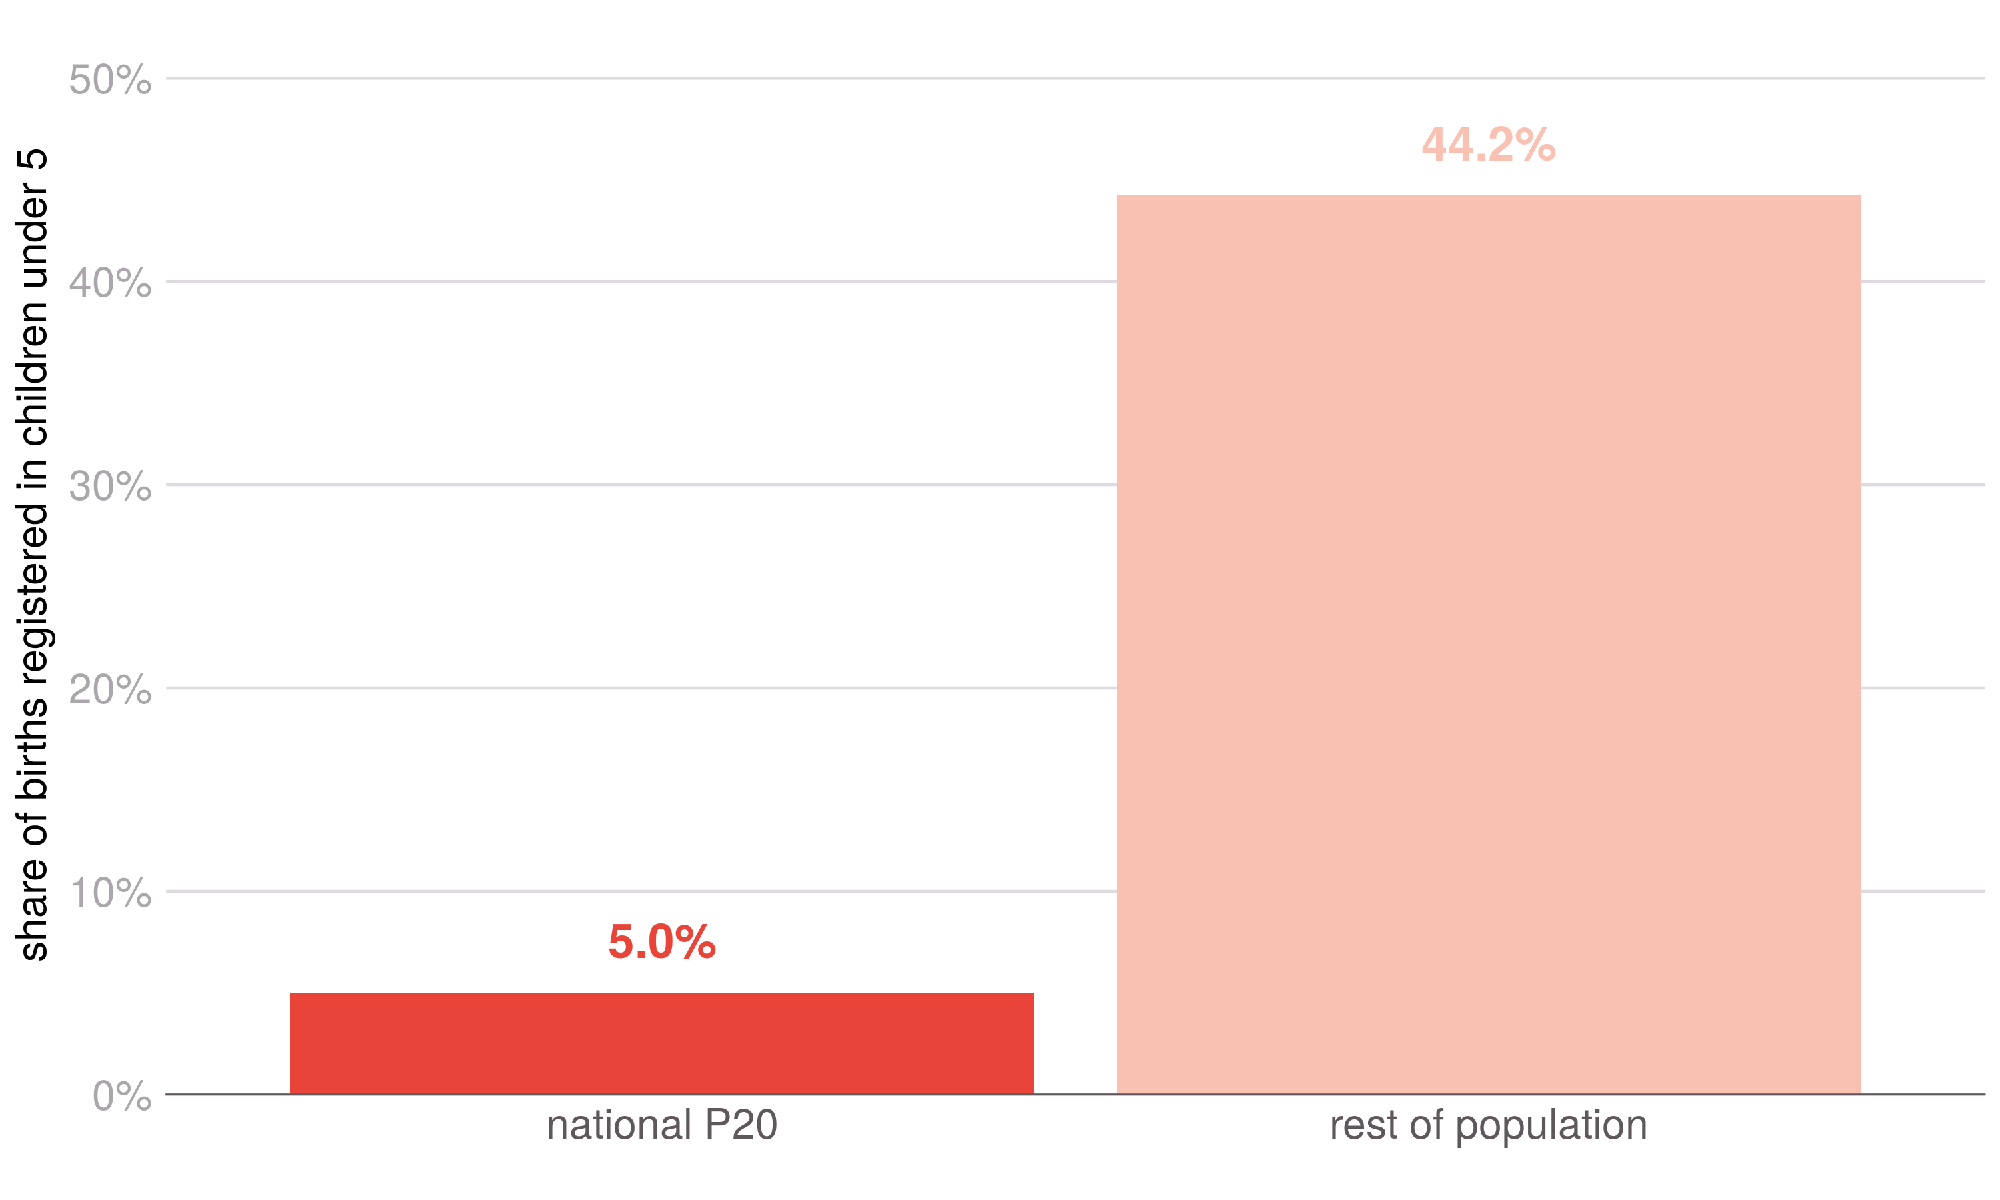 share of births registered in children under 5
50%
40%
30%
20%
10%
0%
44.2%
5.0%
national P20
rest of population